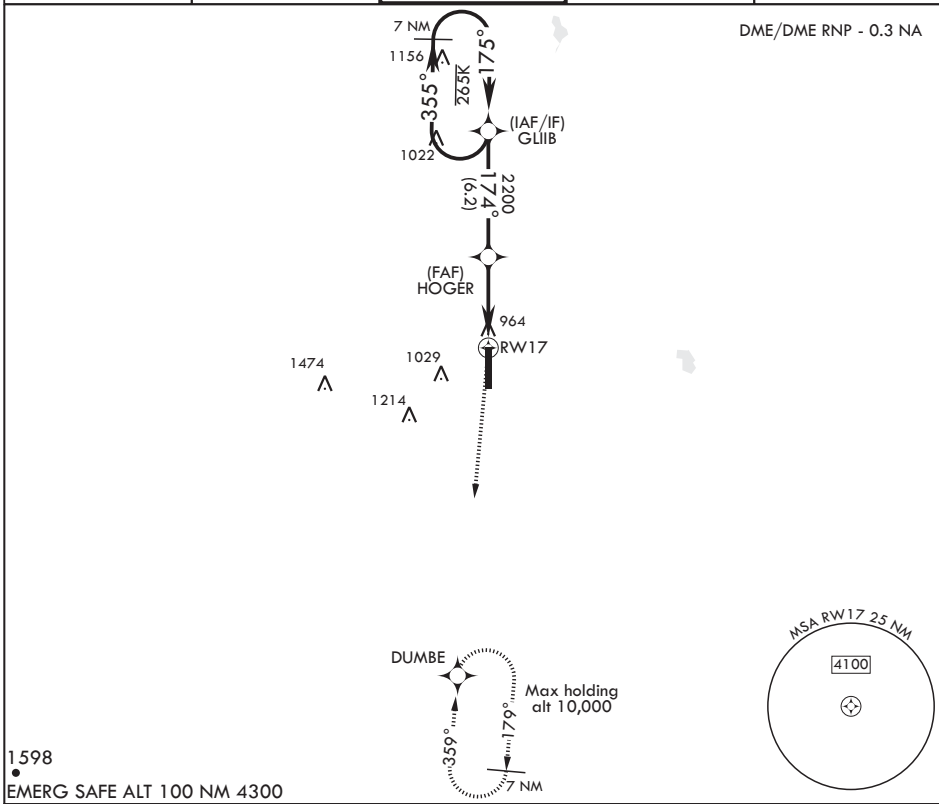 DME/DME RNP - 0.3 NA
7 NM
1156
355°
265K
175°
(IAF/IF)
GLIIB
1022
2200
174°
(6.2)
(FAF)
HOGER
964
RW17
1474
1029
1214
MSA RW17 25 NM
4100
DUMBE
Max holding
alt 10,000
359°
179°
7 NM
1598
EMERG SAFE ALT 100 NM 4300